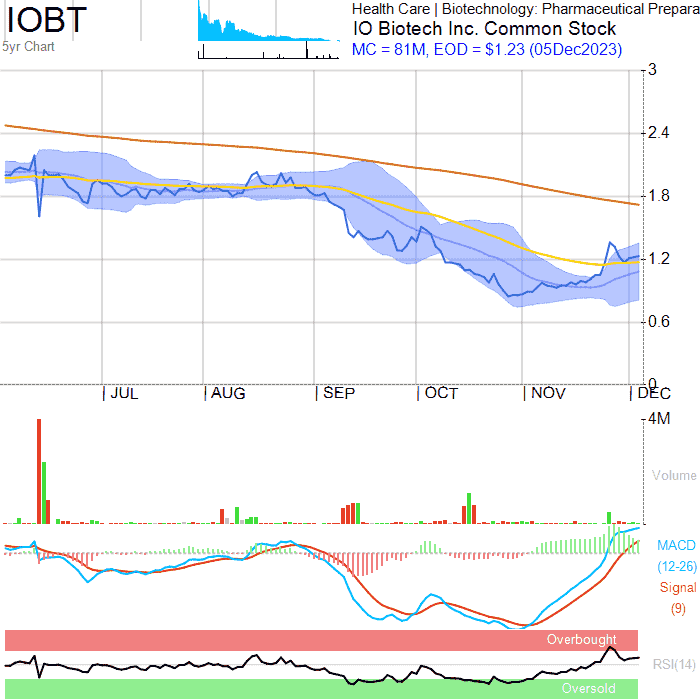 IOBT
5yr Chart
Health Care | Biotechnology: Pharmaceutical Prepara
IO Biotech Inc. Common Stock
MC = 81M, EOD = $1.23 (05Dec2023)
3
2.4
1.8
1.2
0.6
0
JUL
AUG
SEP
OCT
NOV
DEC
4M
Volume
MACD
(12-26)
Signal
(9)
Overbought
RSI(14)
Oversold